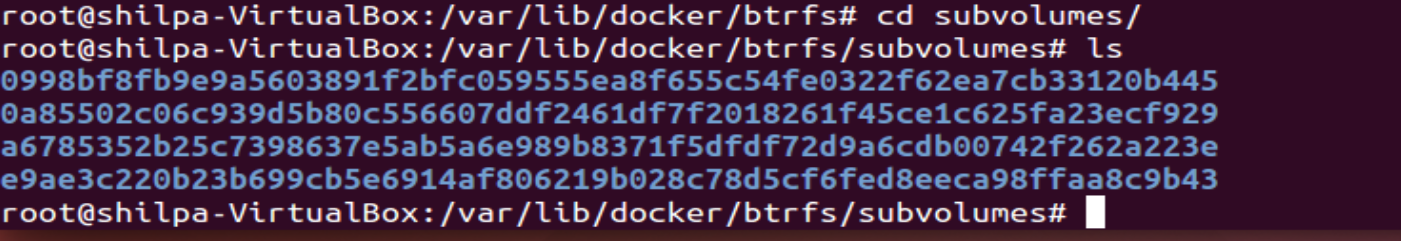 root@shilpa-VirtualBox:/var/lib/docker/btrfs# cd subvolumes/
root@shilpa-VirtualBox:/var/lib/docker/btrfs/subvolumes# ls
0998bf8fb9e9a5603891f2bfc059555ea8f655c54fe0322f62ea7cb33120b445
0a85502c06c939d5b80c556607ddf2461df7f2018261f45ce1c625fa23ecf929
a6785352b25c7398637e5ab5a6e989b8371f5dfdf72d9a6cdb00742f262a223e
e9ae3c220b23b699cb5e6914af806219b028c78d5cf6fed8eeca98ffaa8c9b43
root@shilpa-VirtualBox:/var/lib/docker/btrfs/subvolumes#